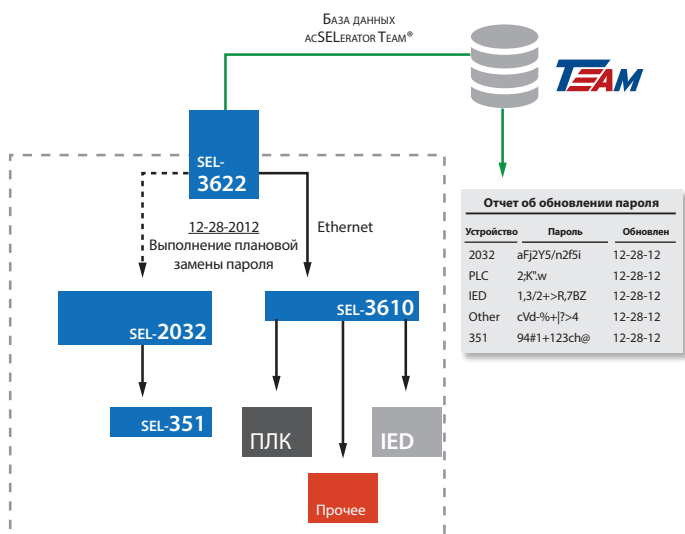 База данных
acSELerator Team®
TEAM
SEL-
3622
12-28-2012
Выполнение плановой
замены пароля
Ethernet
SEL-2032
SEL-3610
SEL-351
ПЛК
IED
Прочее
Отчет об обновлении пароля
Устройство Пароль Обновлен
2032 aFj2Y5/n2f5i 12-28-12
PLC 2;K".w 12-28-12
IED 1,3/2+>R,7BZ 12-28-12
Other cVd-%+|?>4 12-28-12
351 94#1+123ch@ 12-28-12